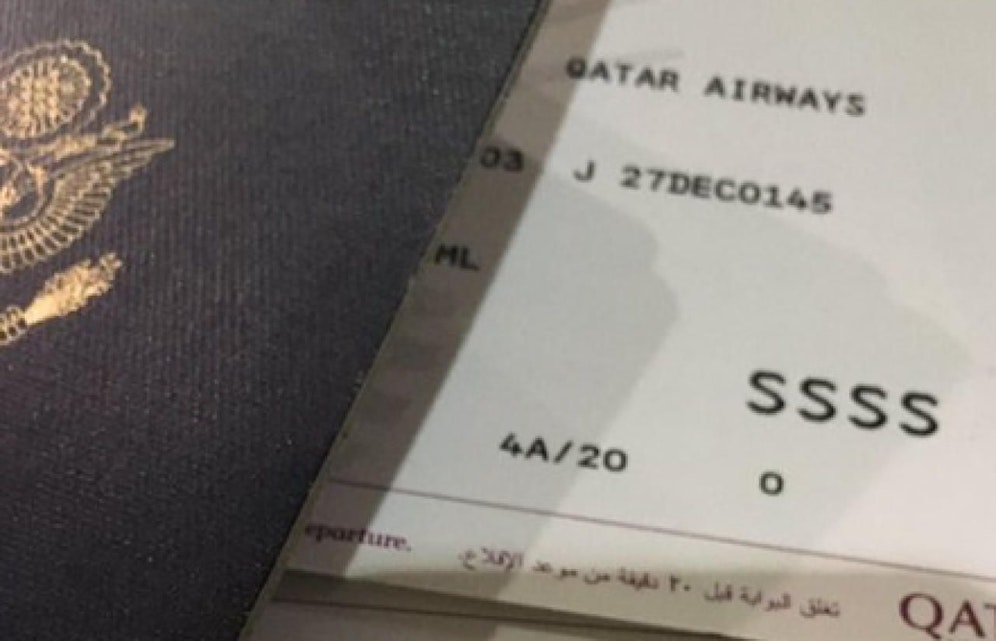 QATAR AIRWAYS
03 J 27DEC0145
ML
SSSS
4A/20 0
eparture.
تغلق البوابة قبل ٢٠ دقيقة من موعد الإقلاع.
QAT